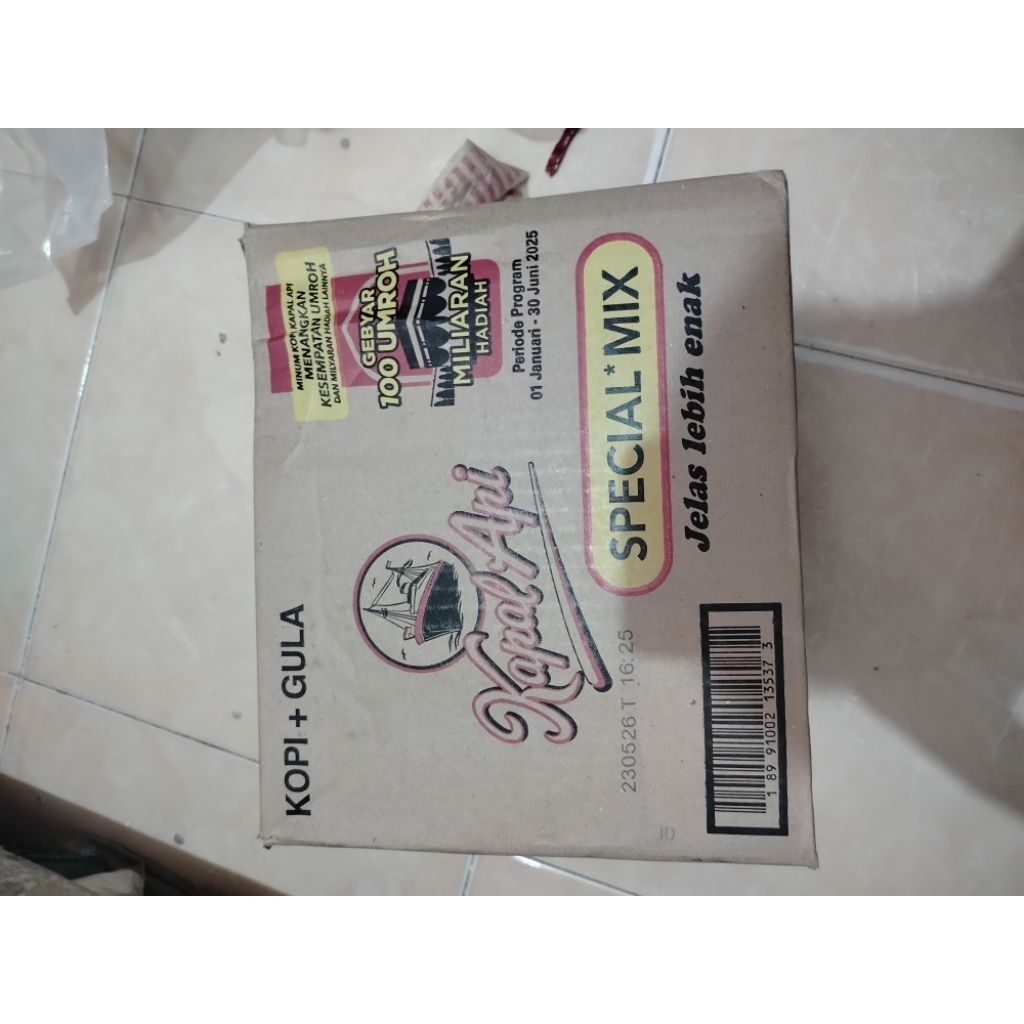 KOPI + GULA
MINUM KOPI KAPAL API
MENANGKAN
KESEMPATAN UMROH
DAN MILYARAN HADIAH LAINNYA
GEBYAR
100 UMROH
MILIARAN
HADIAH
Periode Program
01 Januari - 30 Juni 2025
Kapal Api
SPECIAL* MIX
Jelas lebih enak
230526 T 16:25
1 89 91002 13537 3